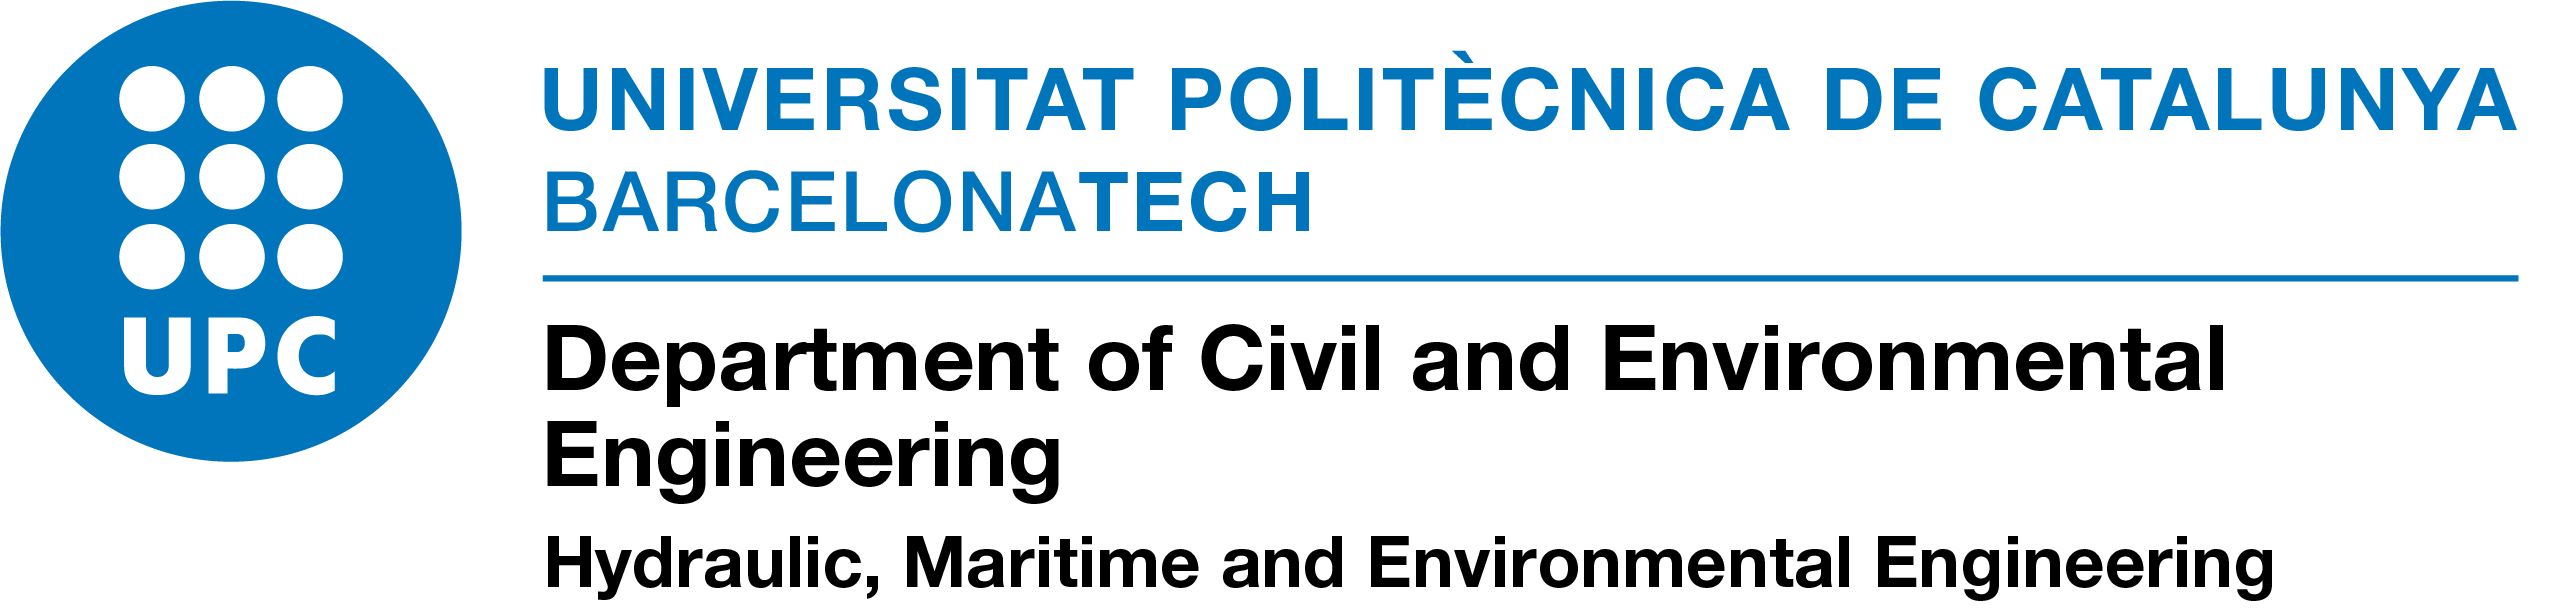 UPC
UNIVERSITAT POLITÈCNICA DE CATALUNYA
BARCELONATECH
Department of Civil and Environmental
Engineering
Hydraulic, Maritime and Environmental Engineering